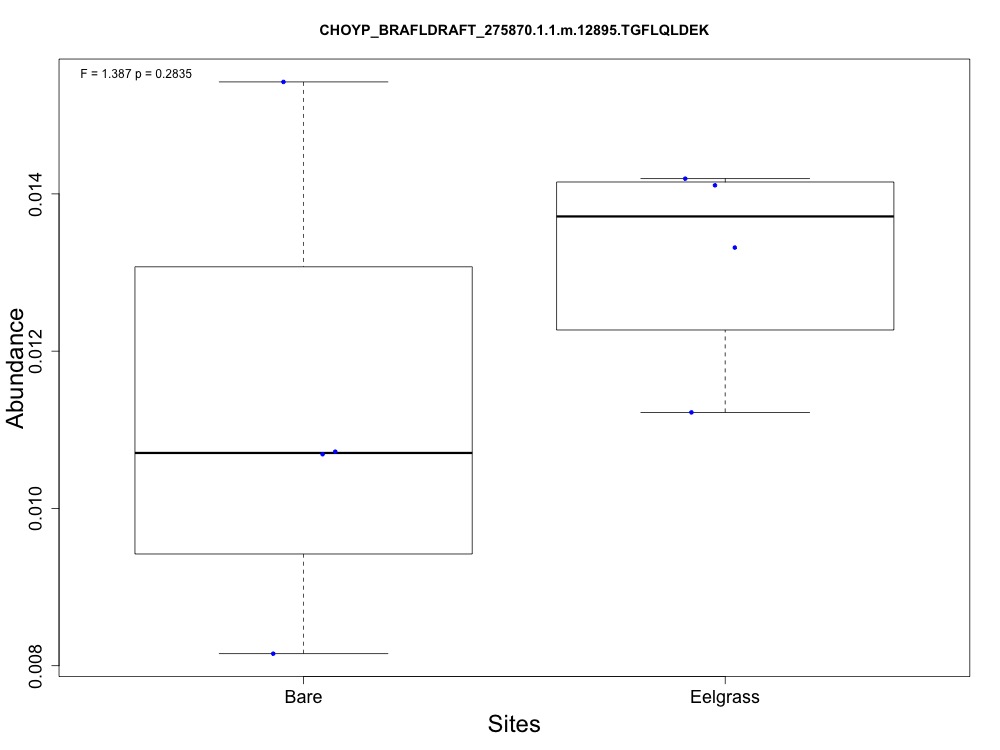 CHOYP_BRAFLDRAFT_275870.1.1.m.12895.TGFLQLDEK
F = 1.387 p = 0.2835
0.014
0.012
0.010
0.008
Abundance
Bare
Eelgrass
Sites